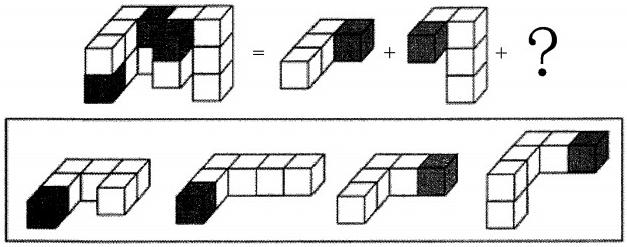 = + + ?